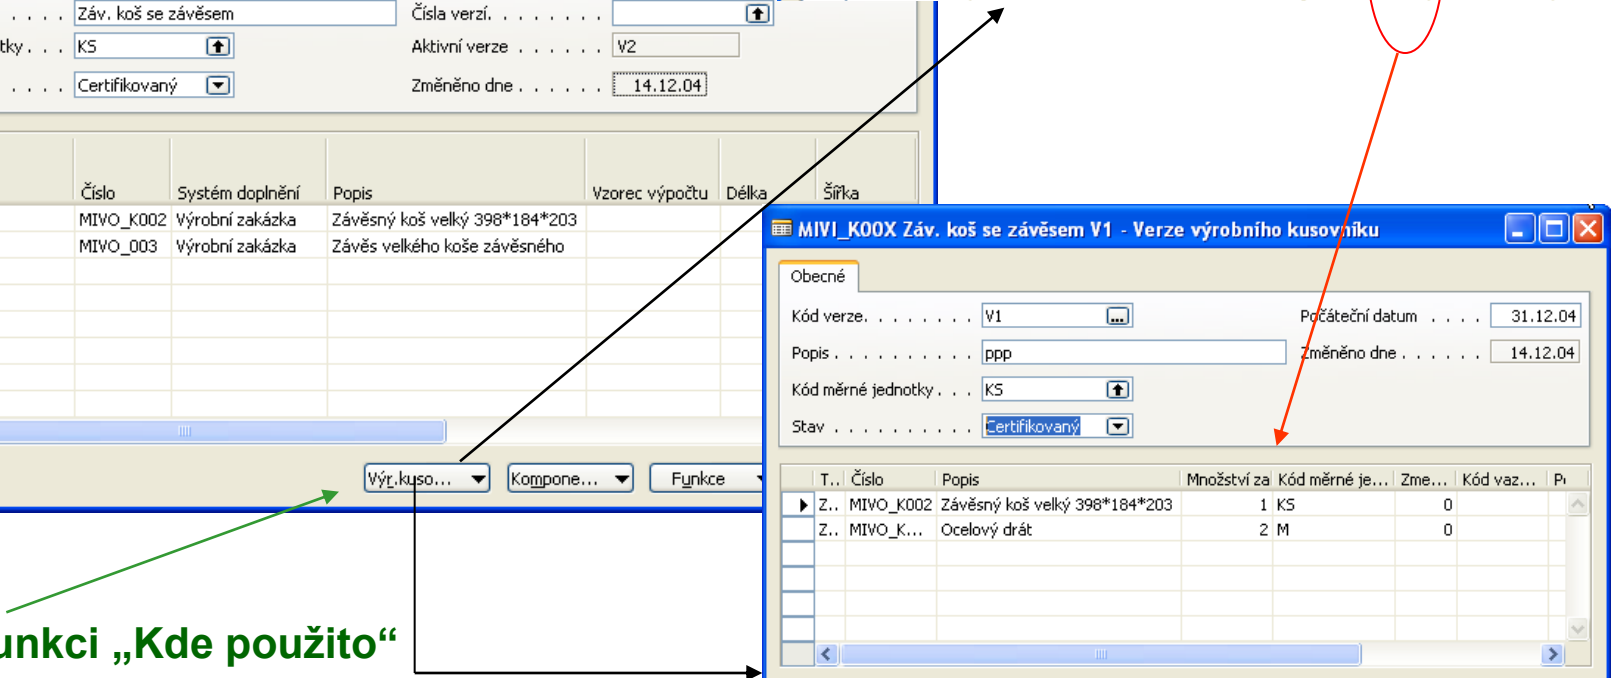 . . . . Záv. koš se závěsem Čísla verzí. . . . . . . .
tky . . . KS Aktivní verze . . . . . . V2
. . . . Certifikovaný Změněno dne . . . . . . 14.12.04
Číslo Systém doplnění Popis Vzorec výpočtu Délka Šířka
MIVO_K002 Výrobní zakázka Závěsný koš velký 398*184*203
MIVO_003 Výrobní zakázka Závěs velkého koše závěsného
Výr.kuso... Kompone... Funkce
unkci „Kde použito“
MIVI_K00X Záv. koš se závěsem V1 - Verze výrobního kusovníku
Obecné
Kód verze. . . . . . . . V1 Počáteční datum . . . . 31.12.04
Popis . . . . . . . . . . ppp Změněno dne . . . . . . 14.12.04
Kód měrné jednotky . . . KS
Stav . . . . . . . . . . Certifikovaný
T.. Číslo Popis Množství za Kód měrné je... Zme... Kód vaz...
Z.. MIVO_K002 Závěsný koš velký 398*184*203 1 KS 0
Z.. MIVO_K... Ocelový drát 2 M 0